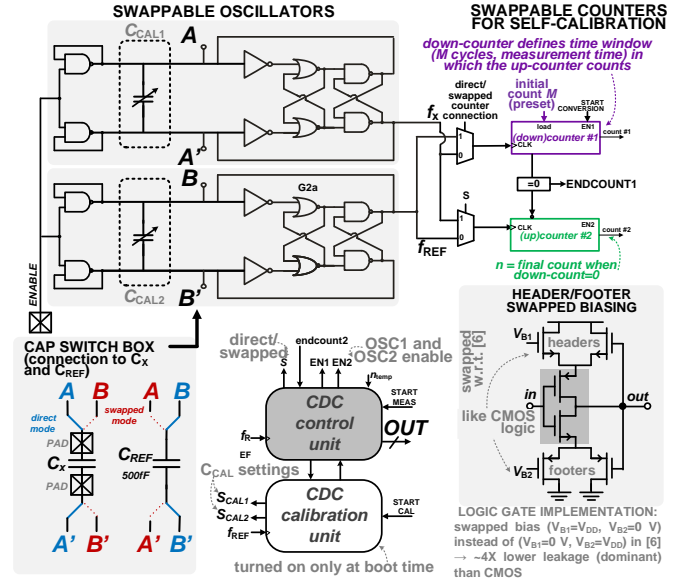 SWAPPABLE OSCILLATORS
SWAPPABLE COUNTERS
FOR SELF-CALIBRATION
down-counter defines time window
(M cycles, measurement time) in
which the up-counter counts
CCAL1
A
A'
initial
count M
(preset)
START
CONVERSION
direct/
swapped
counter
connection
fx
1
0
load
EN1
(down)counter #1
CLK
count #1
=0
ENDCOUNT1
B
G2a
S
1
0
fREF
EN2
CLK
(up)counter #2
count #2
n = final count when
down-count=0
CCAL2
B'
ENABLE
CAP SWITCH BOX
(connection to CX
and CREF)
A
B
A
B
direct
mode
swapped
mode
PAD
Cx
PAD
CREF
500fF
A'
B'
A'
B'
direct/
swapped
endcount2
OSC1 and
OSC2 enable
S
EN1
EN2
ntemp
START
MEAS
CDC
control
unit
fR
EF
OUT
CCAL settings
SCAL1
SCAL2
fREF
CDC
calibration
unit
START
CAL
turned on only at boot time
HEADER/FOOTER
SWAPPED BIASING
VB1
headers
swapped
w.r.t. [6]
in
out
like CMOS
logic
VB2
footers
LOGIC GATE IMPLEMENTATION:
swapped bias (VB1=VDD, VB2=0 V)
instead of (VB1=0 V, VB2=VDD) in [6]
→ ~4X lower leakage (dominant)
than CMOS